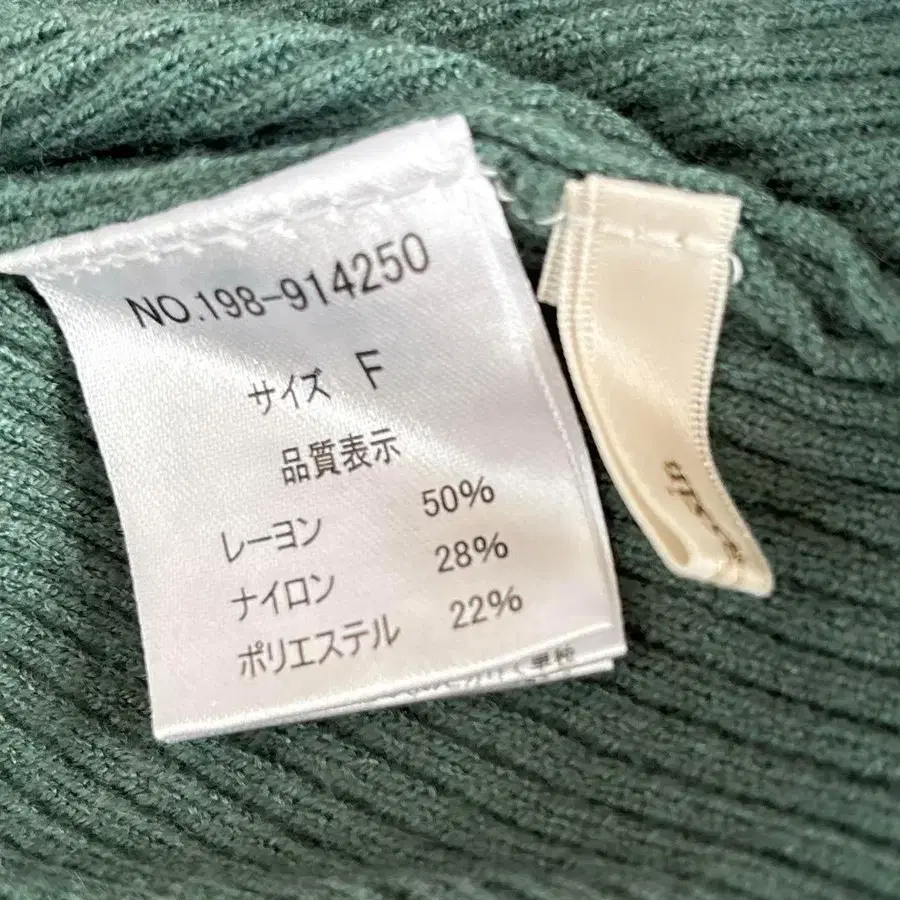 NO.198-914250
サイズ F
品質表示
レーヨン 50%
ナイロン 28%
ポリエステル 22%